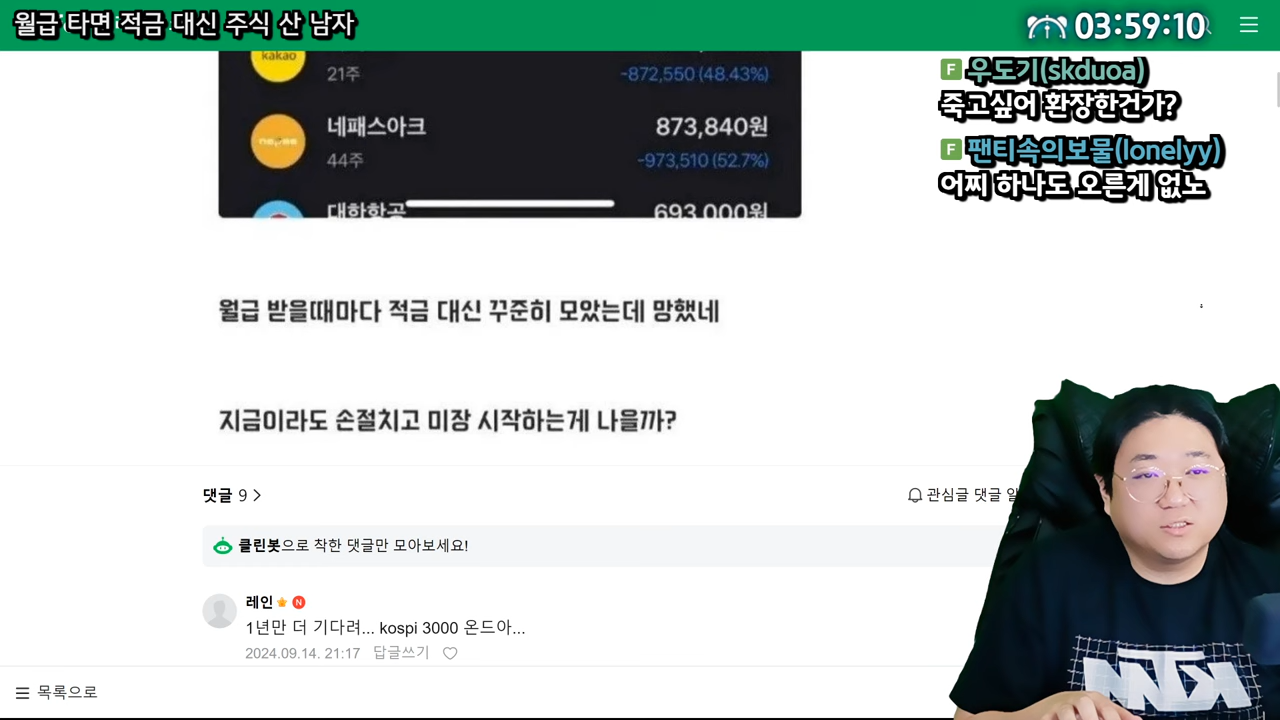 월급 타면 적금 대신 주식 산 남자
03:59:10
kakao
21주
-872,550 (48.43%)
네패스아크
873,840원
44주
-973,510 (52.7%)
대한항공
693,000원
F 우도기(skduoa)
죽고싶어 환장한건가?
F 팬티속의보물(lonelyy)
어찌 하나도 오른게 없노
월급 받을때마다 적금 대신 꾸준히 모았는데 망했네
지금이라도 손절치고 미장 시작하는게 나을까?
댓글 9
관심글 댓글 알
클린봇으로 착한 댓글만 모아보세요!
레인 N
1년만 더 기다려... kospi 3000 온드아...
2024.09.14. 21:17 답글쓰기
목록으로